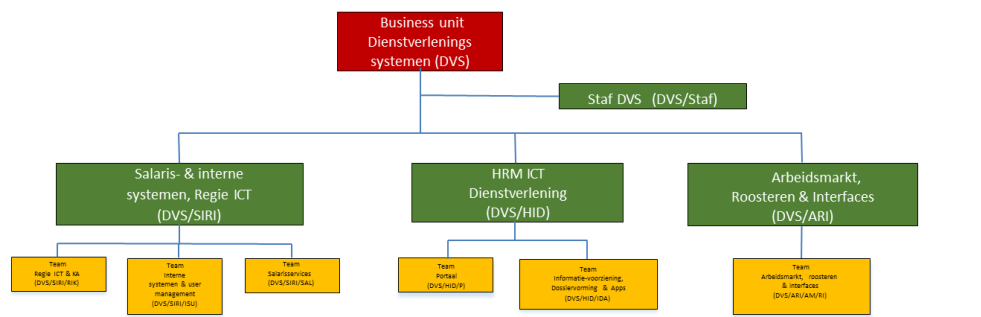 Business unit
Dienstverlenings
systemen (DVS)
Staf DVS (DVS/Staf)
Salaris- & interne
systemen, Regie ICT
(DVS/SIRI)
HRM ICT
Dienstverlening
(DVS/HID)
Arbeidsmarkt,
Roosteren & Interfaces
(DVS/ARI)
Team
Regie ICT & KA
(DVS/SIRI/RIK)
Team
Interne
systemen & user
management
(DVS/SIRI/ISU)
Team
Salarisservices
(DVS/SIRI/SAL)
Team
Portaal
(DVS/HID/P)
Team
Informatie-voorziening,
Dossiervorming & Apps
(DVS/HID/IDA)
Team
Arbeidsmarkt, roosteren
& interfaces
(DVS/ARI/AM/RI)